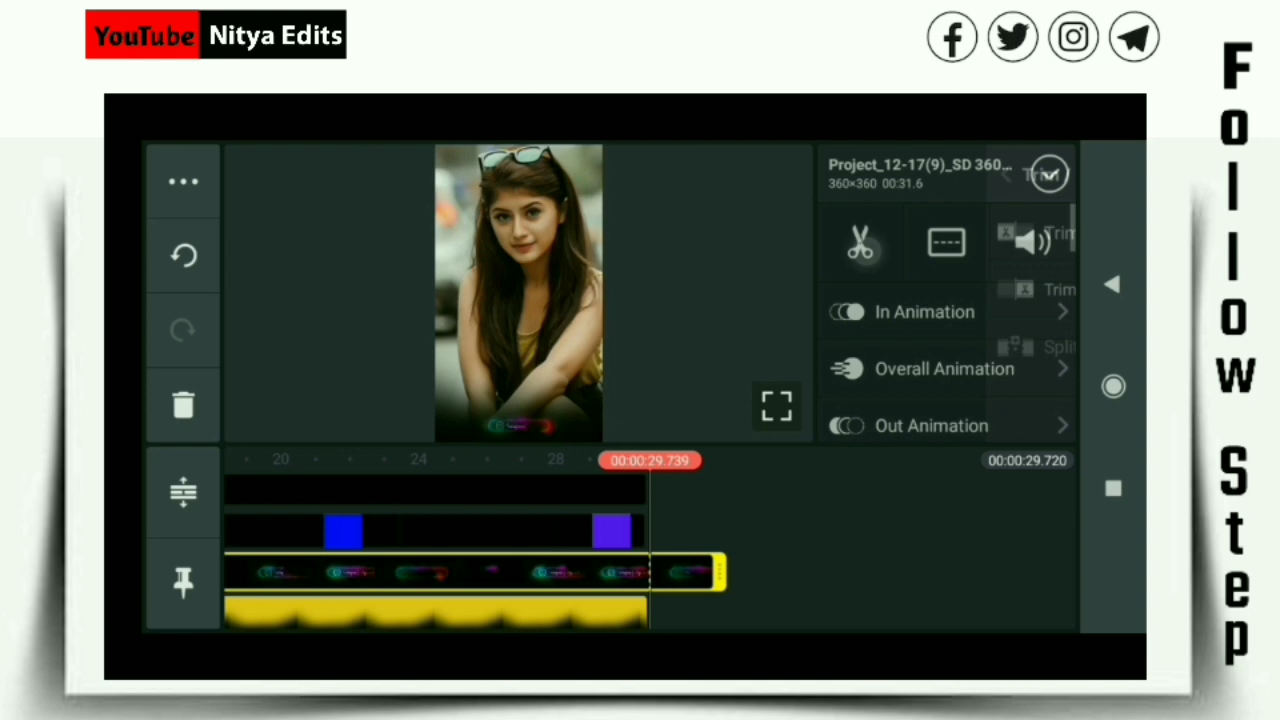 YouTube Nitya Edits
Follow Step
Project_12-17(9)_SD 360...
360×360 00:31.6
Trim
Trim
Trim
Split
In Animation
Overall Animation
Out Animation
20
24
28
00:00:29.739
00:00:29.720